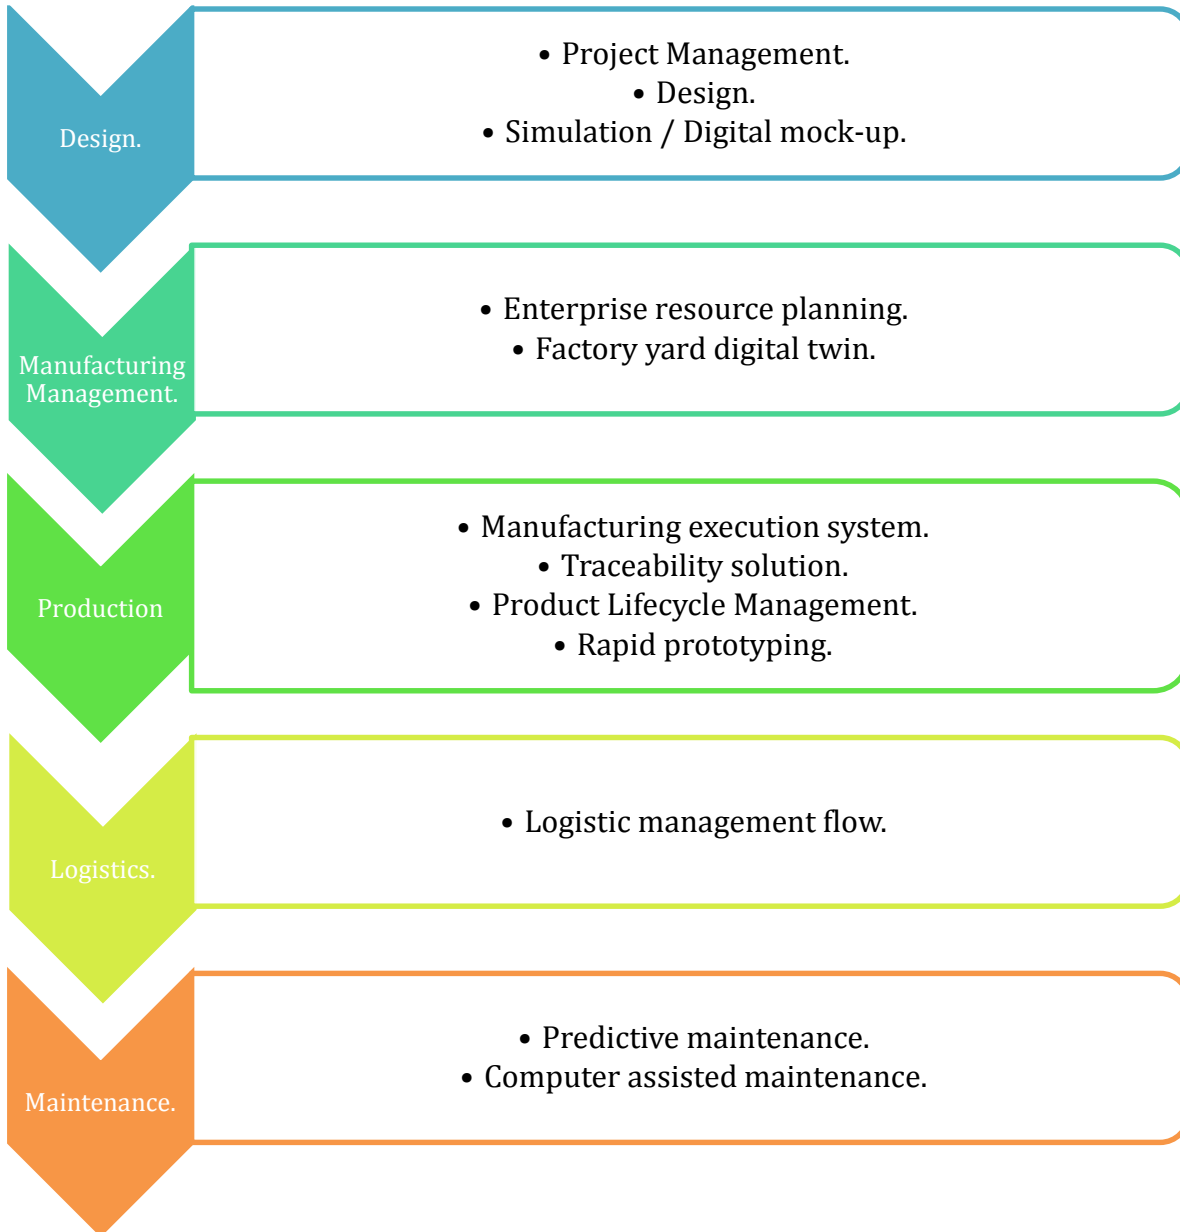 Design.
• Project Management.
• Design.
• Simulation / Digital mock-up.
Manufacturing
Management.
• Enterprise resource planning.
• Factory yard digital twin.
Production
• Manufacturing execution system.
• Traceability solution.
• Product Lifecycle Management.
• Rapid prototyping.
Logistics.
• Logistic management flow.
Maintenance.
• Predictive maintenance.
• Computer assisted maintenance.